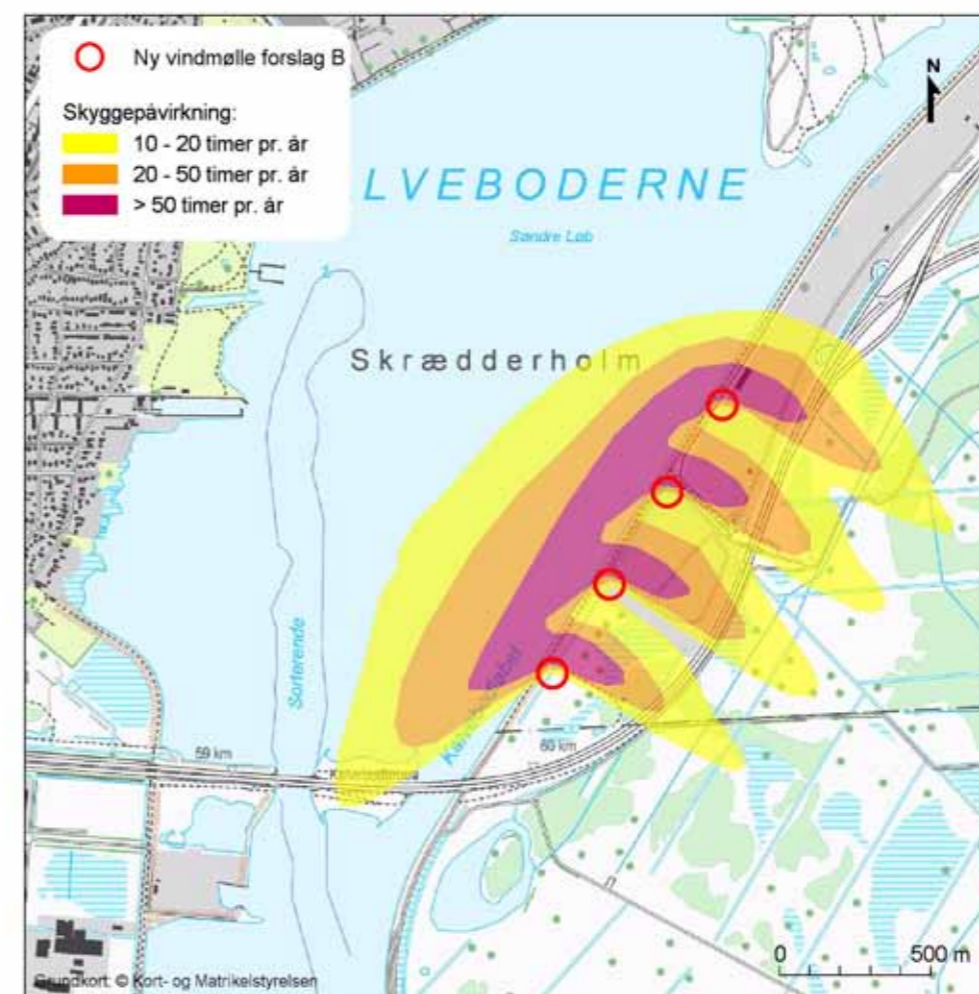 Ny vindmølle forslag B
Skyggepåvirkning:
10 - 20 timer pr. år
20 - 50 timer pr. år
> 50 timer pr. år
N
LVEBODERNE
Søndre Løb
Skrædderholm
Sorterende
59 km
60 km
0 500 m
Grundkort: © Kort- og Matrikelstyrelsen